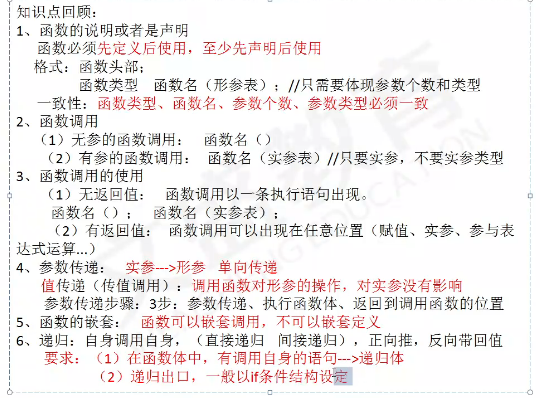 知识点回顾：
1、函数的说明或者是声明
函数必须先定义后使用，至少先声明后使用
格式：函数头部；
函数类型　函数名（形参表）；//只需要体现参数个数和类型
一致性：函数类型、函数名、参数个数、参数类型必须一致
2、函数调用
（1）无参的函数调用：　函数名（）
（2）有参的函数调用：　函数名（实参表）//只要实参，不要实参类型
3、函数调用的使用
（1）无返回值：　函数调用以一条执行语句出现。
函数名（）；　函数名（实参表）；
（2）有返回值：　函数调用可以出现在任意位置（赋值、实参、参与表
达式运算...）
4、参数传递：　实参--->形参　单向传递
值传递（传值调用）：调用函数对形参的操作，对实参没有影响
参数传递步骤：3步：参数传递、执行函数体、返回到调用函数的位置
5、函数的嵌套：　函数可以嵌套调用，不可以嵌套定义
6、递归：自身调用自身，（直接递归　间接递归），正向推，反向带回值
要求：（1）在函数体中，有调用自身的语句--->递归体
（2）递归出口，一般以if条件结构设定